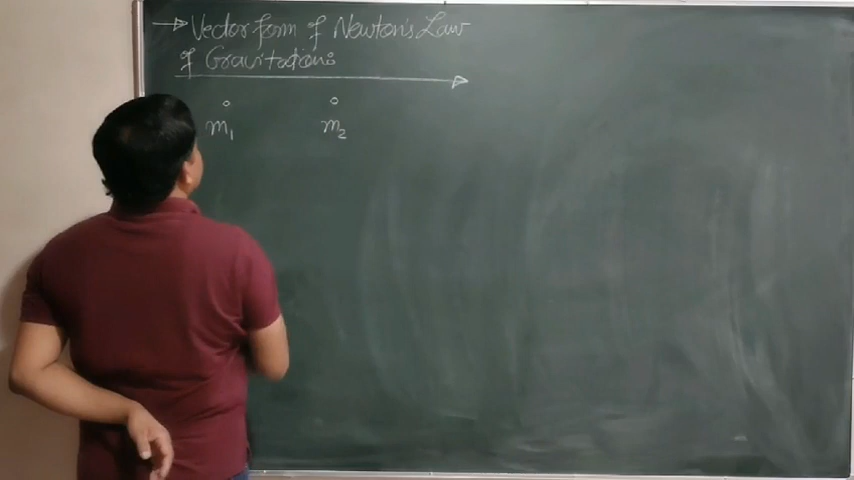 → Vector form of Newton's Law
of Gravitation:
m₁ m₂